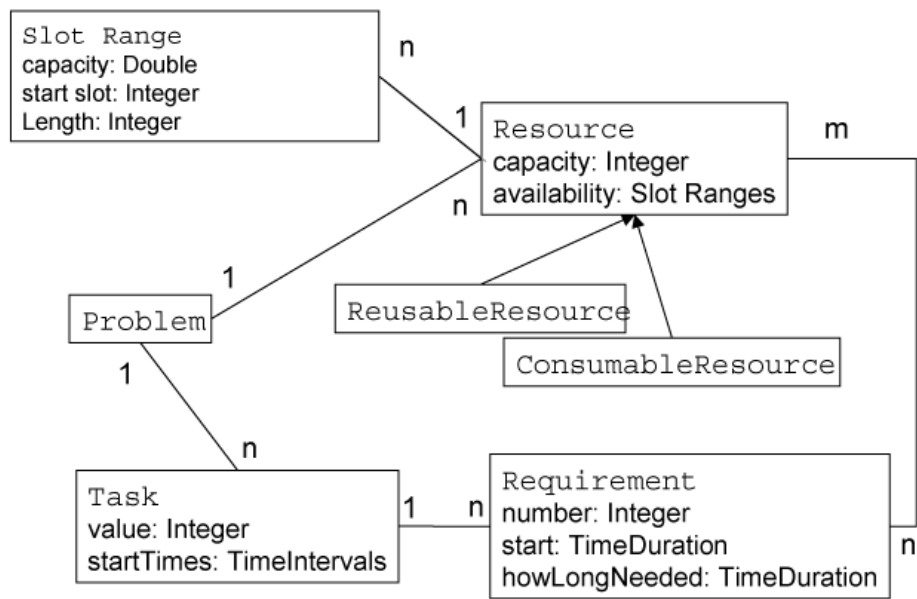 Slot Range
capacity: Double
start slot: Integer
Length: Integer
n
1
Resource
capacity: Integer
availability: Slot Ranges
m
n
1
ReusableResource
Problem
ConsumableResource
1
n
Task
value: Integer
startTimes: TimeIntervals
1
n
Requirement
number: Integer
start: TimeDuration
howLongNeeded: TimeDuration
n